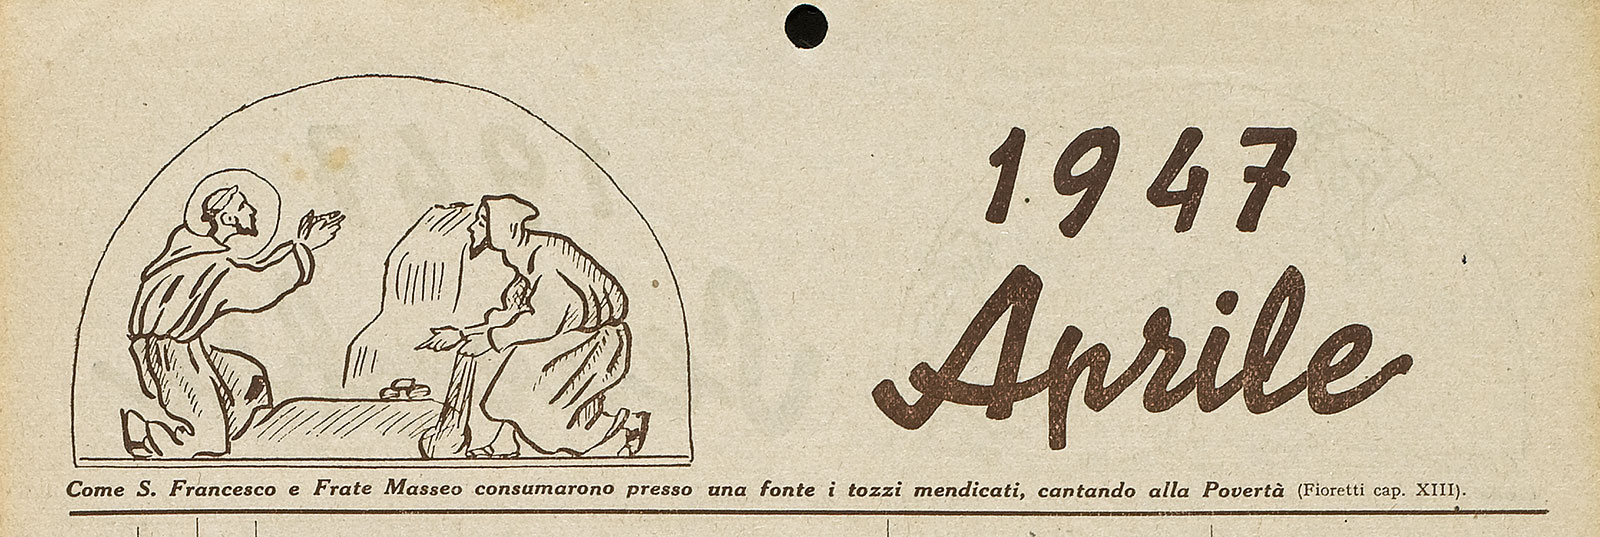 1947
Aprile
Come S. Francesco e Frate Masseo consumarono presso una fonte i tozzi mendicati, cantando alla Povertà (Fioretti cap. XIII).